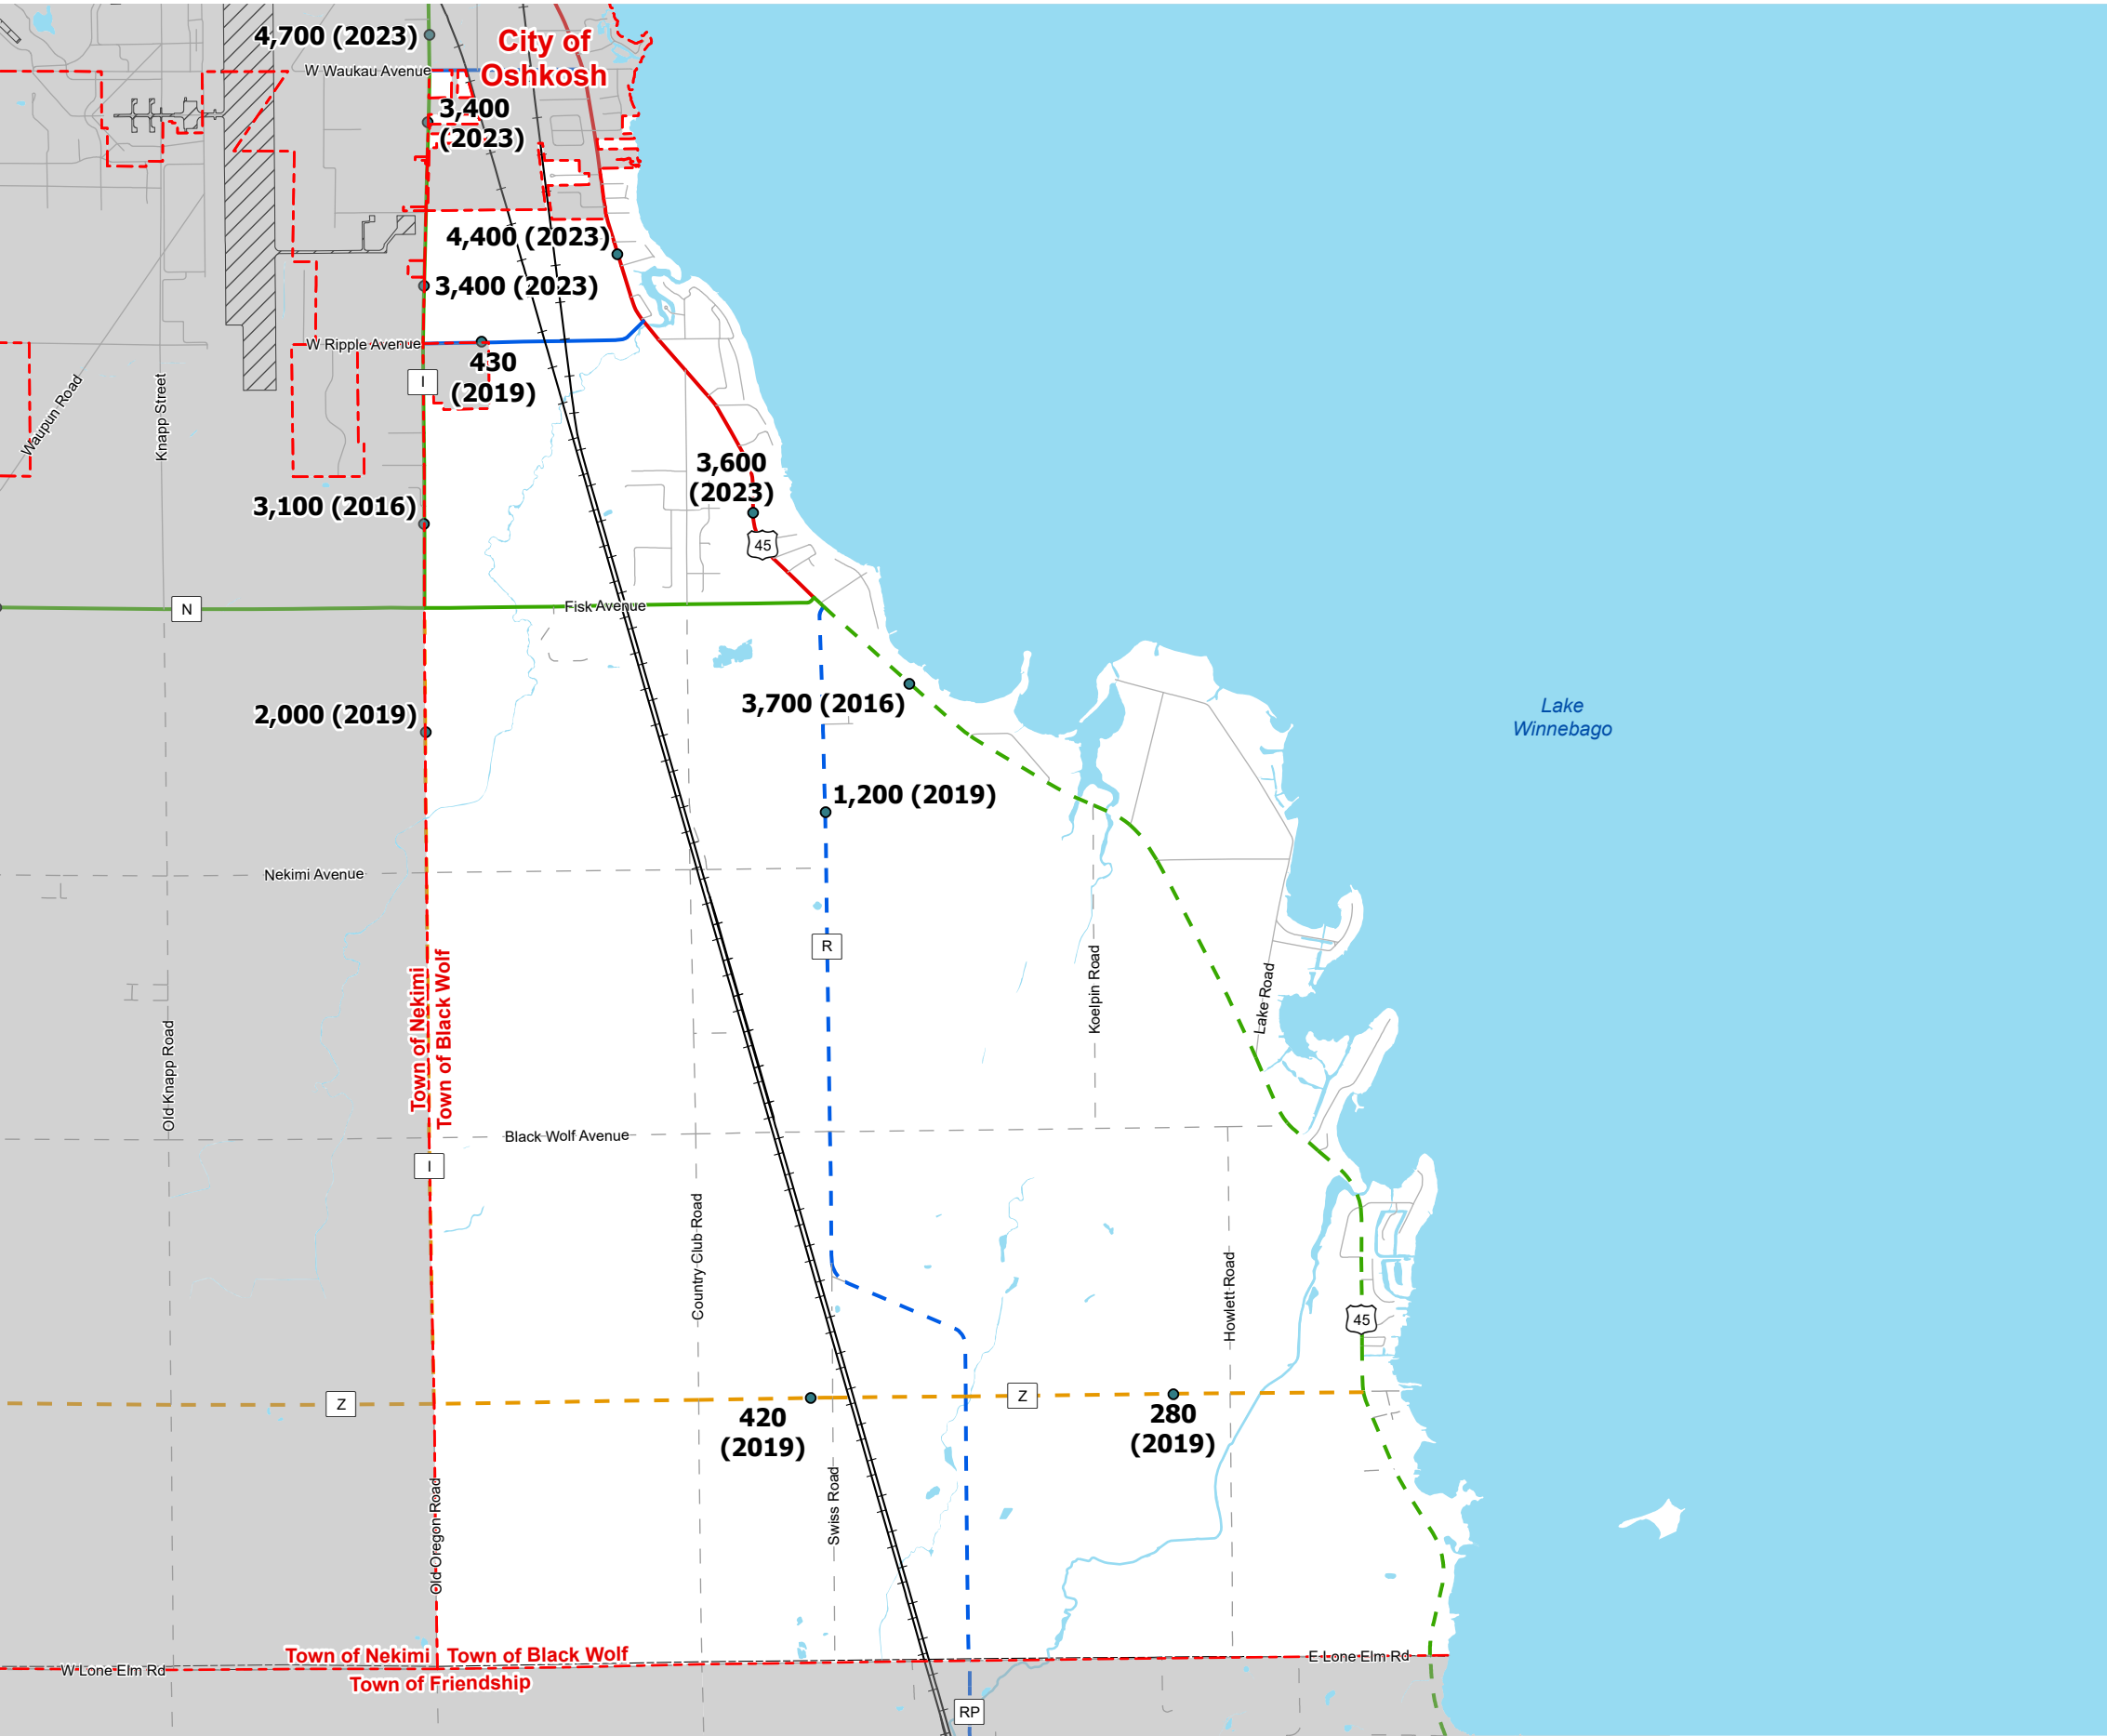 4,700 (2023)
City of
Oshkosh
W Waukau Avenue
3,400
(2023)
4,400 (2023)
3,400 (2023)
W Ripple Avenue
430
(2019)
I
Waupun Road
Knapp Street
3,600
(2023)
3,100 (2016)
45
N
Fisk Avenue
3,700 (2016)
2,000 (2019)
Lake
Winnebago
1,200 (2019)
Nekimi Avenue
R
Town of Nekimi
Town of Black Wolf
Koelpin Road
Lake Road
Old Knapp Road
Black Wolf Avenue
I
Country Club Road
Howlett Road
45
Z
Z
420
(2019)
280
(2019)
Swiss Road
Old Oregon Road
Town of Nekimi
Town of Black Wolf
W Lone Elm Rd
E Lone Elm Rd
Town of Friendship
RP